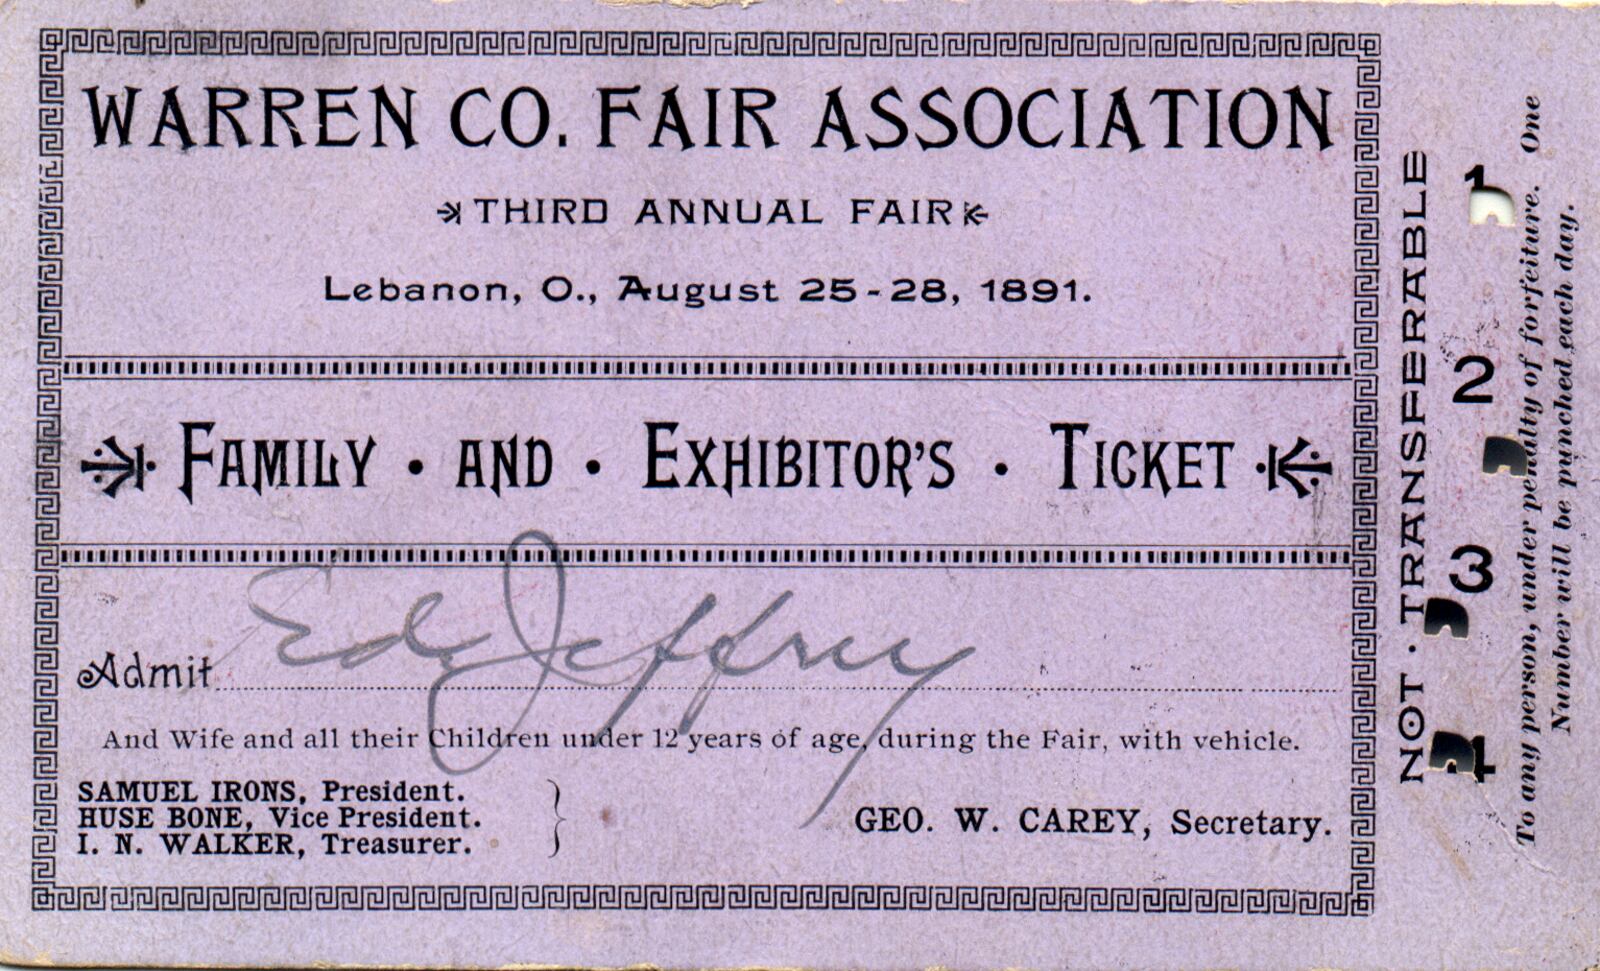 WARREN CO. FAIR ASSOCIATION
THIRD ANNUAL FAIR
Lebanon, O., August 25-28, 1891.
FAMILY · AND · EXHIBITOR'S · TICKET
Admit Ed Jeffrey
And Wife and all their Children under 12 years of age, during the Fair, with vehicle.
SAMUEL IRONS, President.
HUSE BONE, Vice President.
I. N. WALKER, Treasurer.
GEO. W. CAREY, Secretary.
NOT · TRANSFERABLE
1
2
3
4
To any person, under penalty of forfeiture. One
Number will be punched each day.